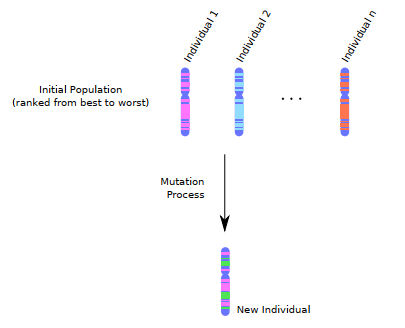 Individual 1
Individual 2
Individual n
Initial Population
(ranked from best to worst)
. . .
Mutation
Process
New Individual